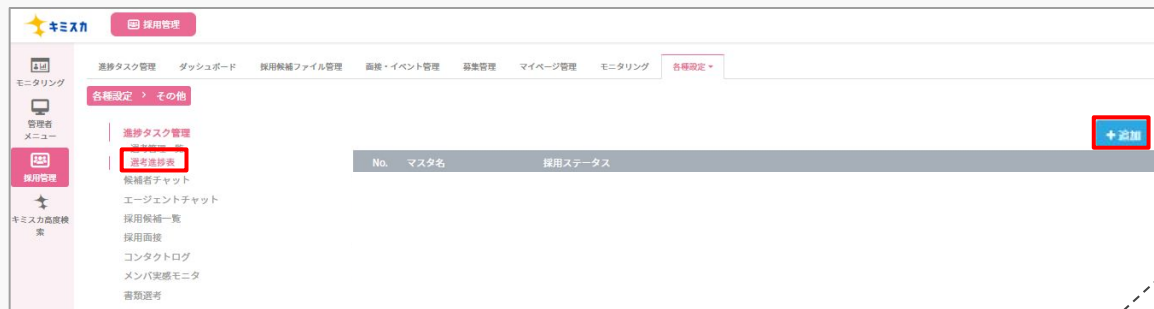 キミスカ
採用管理
進捗タスク管理 ダッシュボード 採用候補ファイル管理 面接・イベント管理 募集管理 マイページ管理 モニタリング 各種設定
モニタリング
各種設定 > その他
管理者
メニュー
進捗タスク管理
選考管理一覧
+ 追加
選考進捗表
No. マスタ名 採用ステータス
採用管理
候補者チャット
エージェントチャット
キミスカ高度検
索
採用候補一覧
採用面接
コンタクトログ
メンバ実感モニタ
書類選考